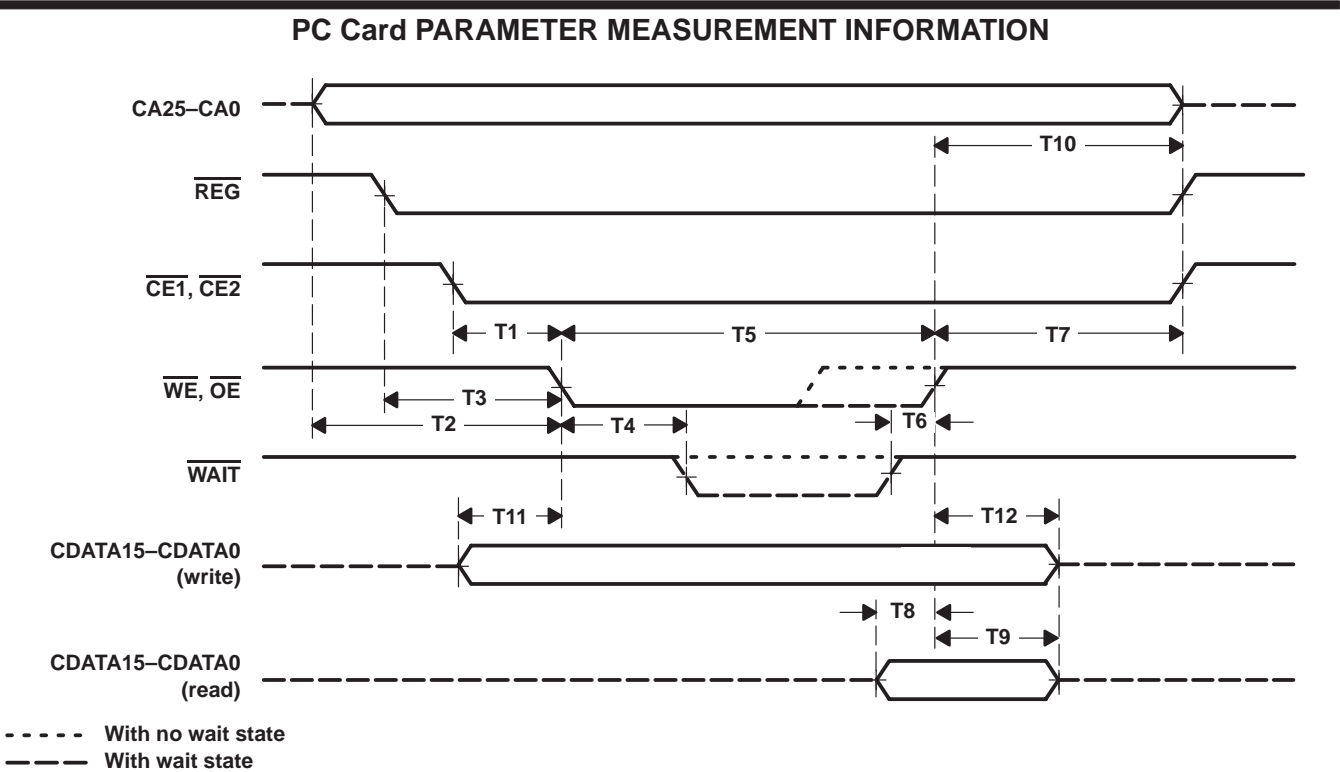 PC Card PARAMETER MEASUREMENT INFORMATION
CA25–CA0
T10
REG
CE1, CE2
T1
T5
T7
WE, OE
T3
T2
T4
T6
WAIT
T11
T12
CDATA15–CDATA0
(write)
T8
T9
CDATA15–CDATA0
(read)
With no wait state
With wait state